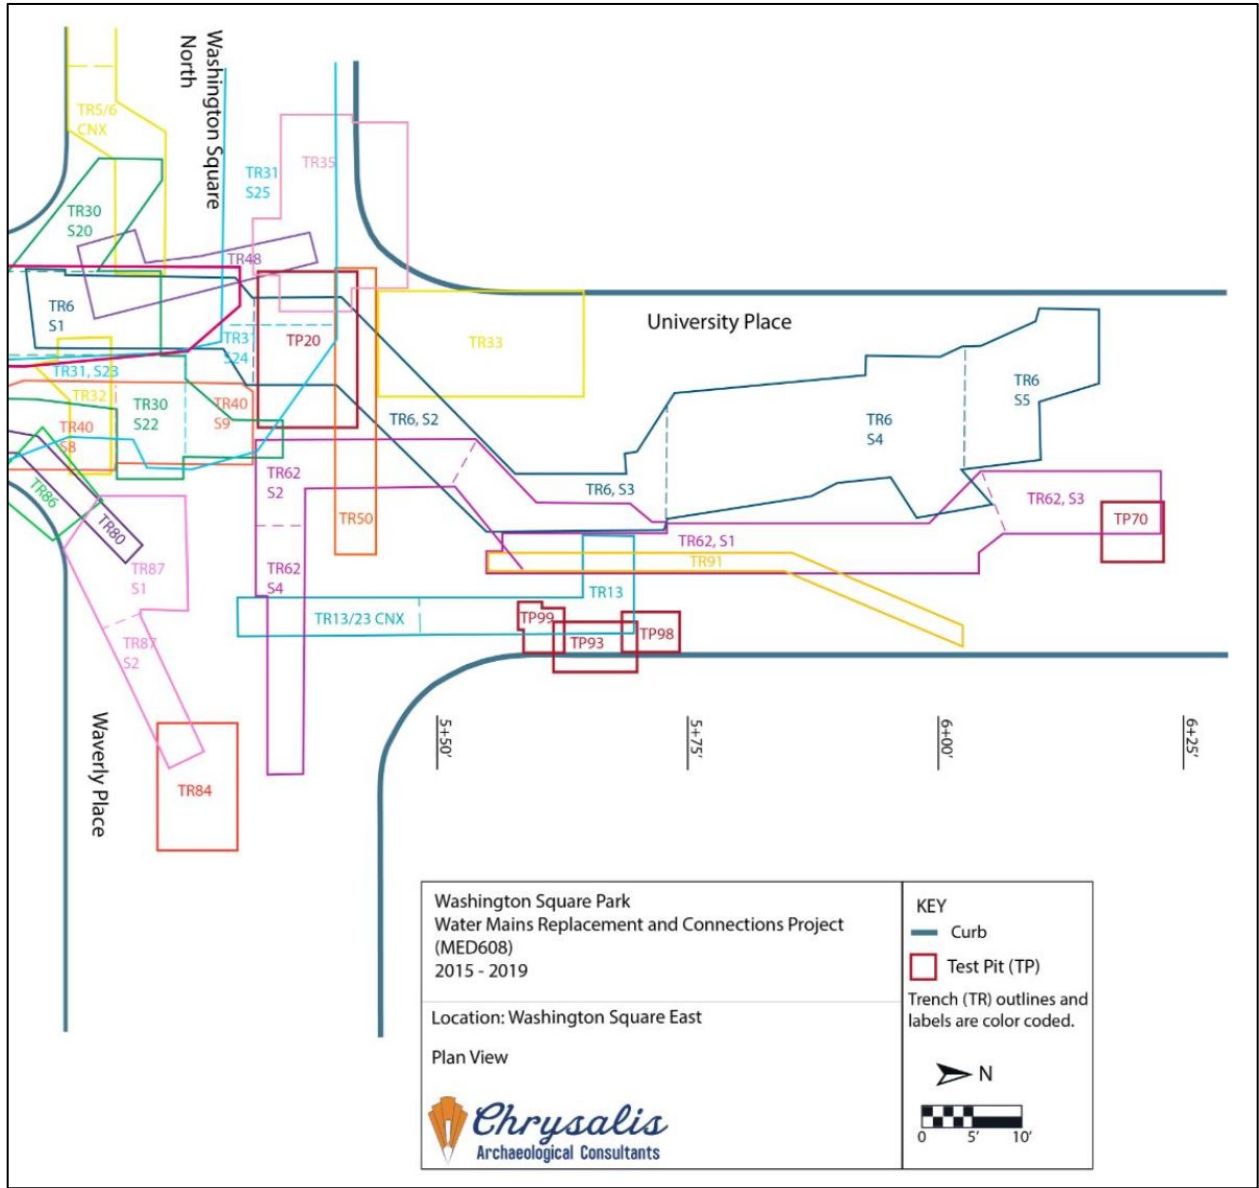 Washington Square
North
TR5/6
CNX
TR31
S25
TR35
TR30
S20
TR48
TR6
S1
TR31
S24
TP20
TR33
University Place
TR31, S23
TR32
TR30
S22
TR40
S9
TR40
S8
TR6, S2
TR6
S4
TR6
S5
TR62
S2
TR6, S3
TR62, S3
TP70
TR86
TR80
TR50
TR62, S1
TR91
TR87
S1
TR62
S4
TR13
TR13/23 CNX
TP99
TP93
TP98
TR87
S2
Waverly Place
TR84
5+50'
5+75'
6+00'
6+25'
Washington Square Park
Water Mains Replacement and Connections Project
(MED608)
2015 - 2019
Location: Washington Square East
Plan View
Chrysalis
Archaeological Consultants
KEY
Curb
Test Pit (TP)
Trench (TR) outlines and
labels are color coded.
N
0 5' 10'